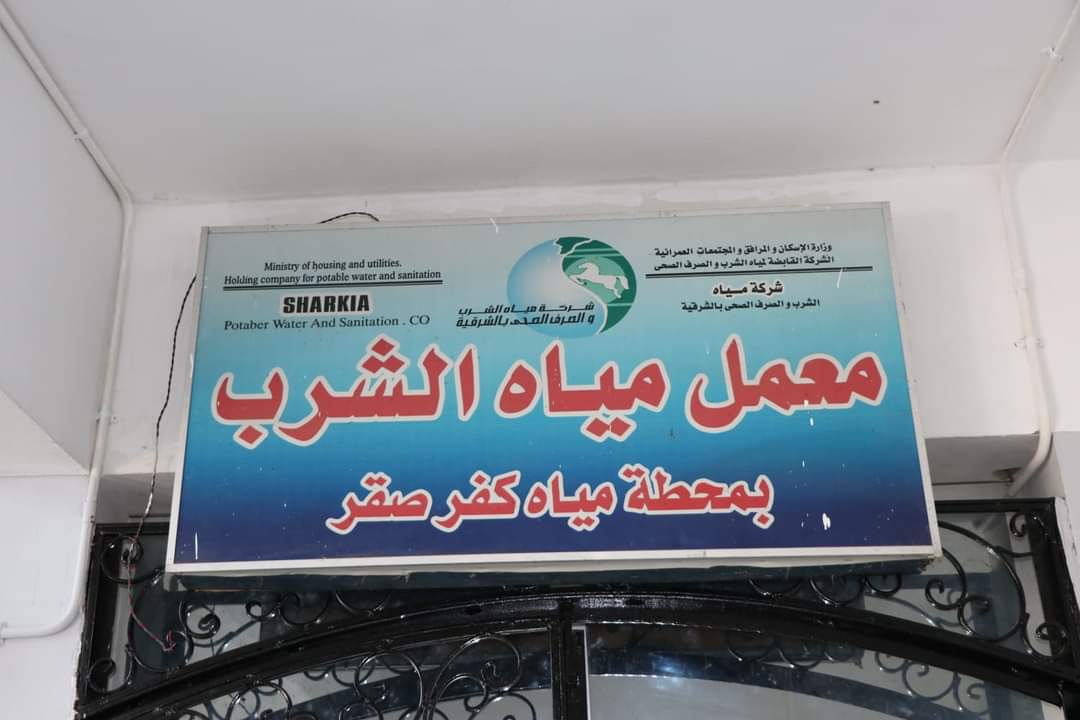 Ministry of housing and utilities.
Holding company for potable water and sanitation
SHARKIA
Potaber Water And Sanitation . CO
شركة مياه الشرب
و الصرف الصحى بالشرقية
وزارة الإسكان و المرافق و المجتمعات العمرانية
الشركة القابضة لمياه الشرب و الصرف الصحى
شركة مياه
الشرب و الصرف الصحى بالشرقية
معمل مياه الشرب
بمحطة مياه كفر صقر